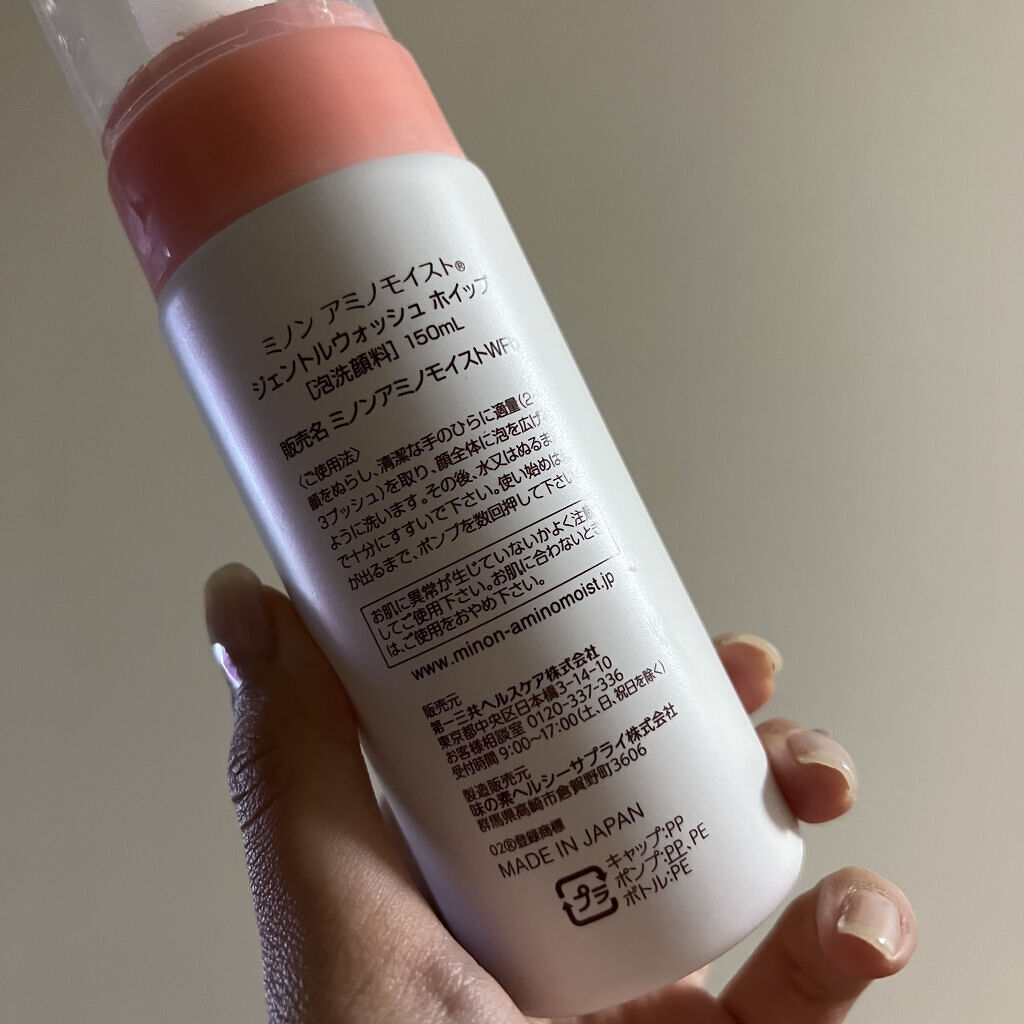 ミノン アミノモイスト®
ジェントルウォッシュ ホイップ
[泡洗顔料] 150mL
販売名 ミノンアミノモイストWF
〈ご使用法〉
顔をぬらし、清潔な手のひらに適量(2
3プッシュ)を取り、顔全体に泡を広げ
ように洗います。その後、水又はぬるま
で十分にすすいで下さい。使い始めは
が出るまで、ポンプを数回押して下さい
お肌に異常が生じていないかよく注意
してご使用下さい。お肌に合わないとき
は、ご使用をおやめ下さい。
www.minon-aminomoist.jp
販売元
第一三共ヘルスケア株式会社
東京都中央区日本橋3-14-10
お客様相談室 0120-337-336
受付時間 9:00~17:00(土、日、祝日を除く)
製造販売元
味の素ヘルシーサプライ株式会社
群馬県高崎市倉賀野町3606
02®登録商標
MADE IN JAPAN
プラ
キャップ:PP
ポンプ:PP、PE
ボトル:PE